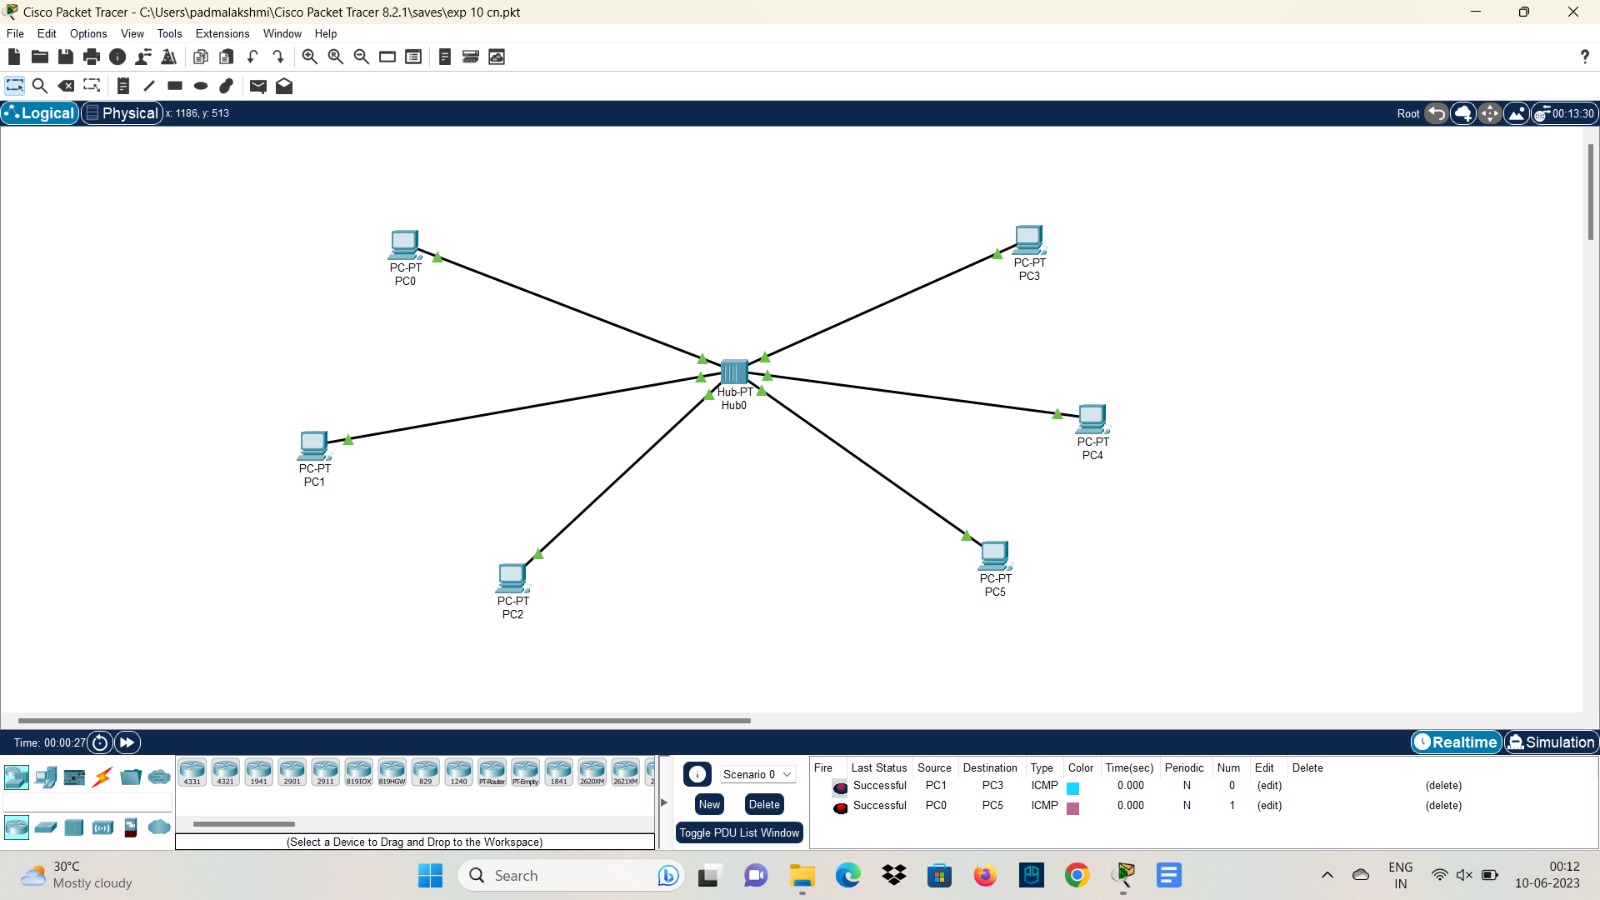 Cisco Packet Tracer - C:\Users\padmalakshmi\Cisco Packet Tracer 8.2.1\saves\exp 10 cn.pkt
File Edit Options View Tools Extensions Window Help
?
Logical Physical x: 1186, y: 513 Root 00:13:30
PC-PT
PC0
PC-PT
PC3
Hub-PT
Hub0
PC-PT
PC4
PC-PT
PC1
PC-PT
PC5
PC-PT
PC2
Time: 00:00:27 Realtime Simulation
4331 4321 1941 2901 2911 819IOX 819HGW 829 1240 PT-Router PT-Empty 1841 2620XM 2621XM 2
(Select a Device to Drag and Drop to the Workspace)
Scenario 0
New Delete
Toggle PDU List Window
Fire Last Status Source Destination Type Color Time(sec) Periodic Num Edit Delete
Successful PC1 PC3 ICMP 0.000 N 0 (edit) (delete)
Successful PC0 PC5 ICMP 0.000 N 1 (edit) (delete)
30°C
Mostly cloudy
Search
ENG
IN
00:12
10-06-2023